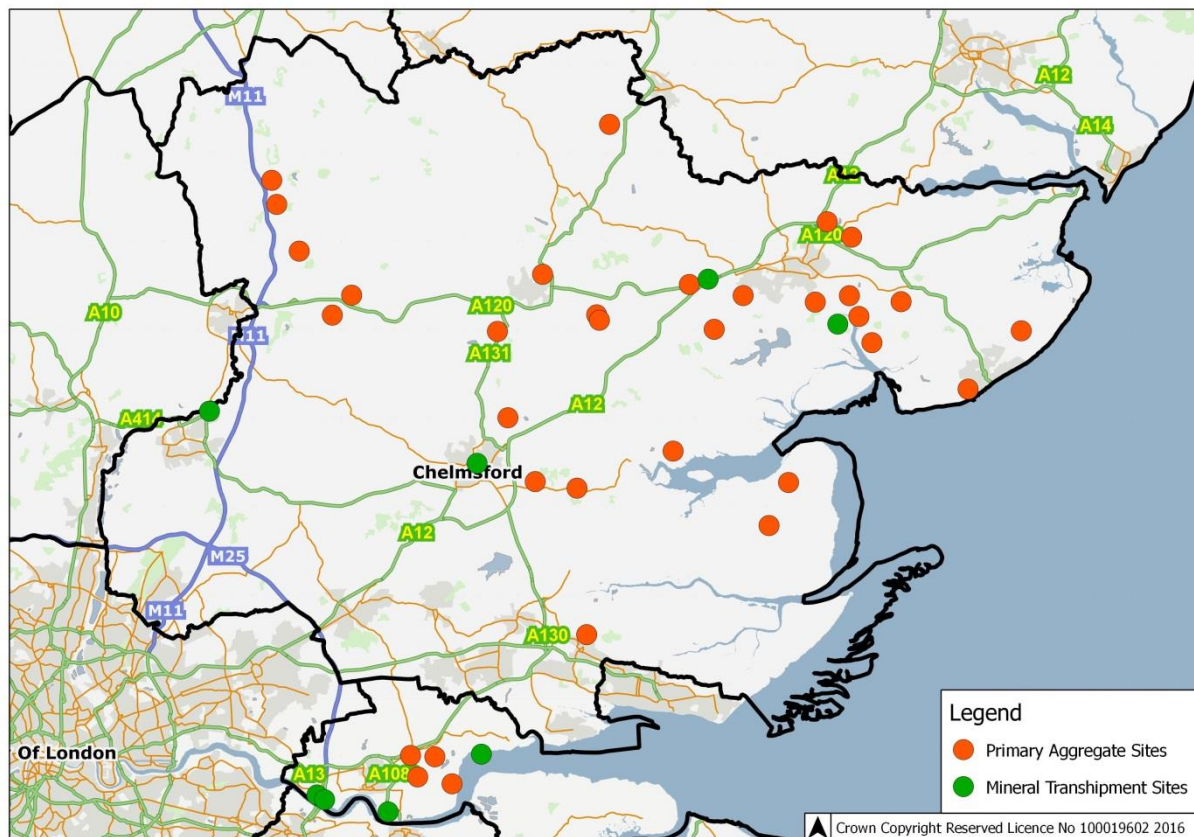 M11
A12
A14
A12
A120
A10
M11
A120
A131
A12
A414
Chelmsford
A12
M25
M11
A130
Of London
A13
A108
Legend
Primary Aggregate Sites
Mineral Transhipment Sites
Crown Copyright Reserved Licence No 100019602 2016